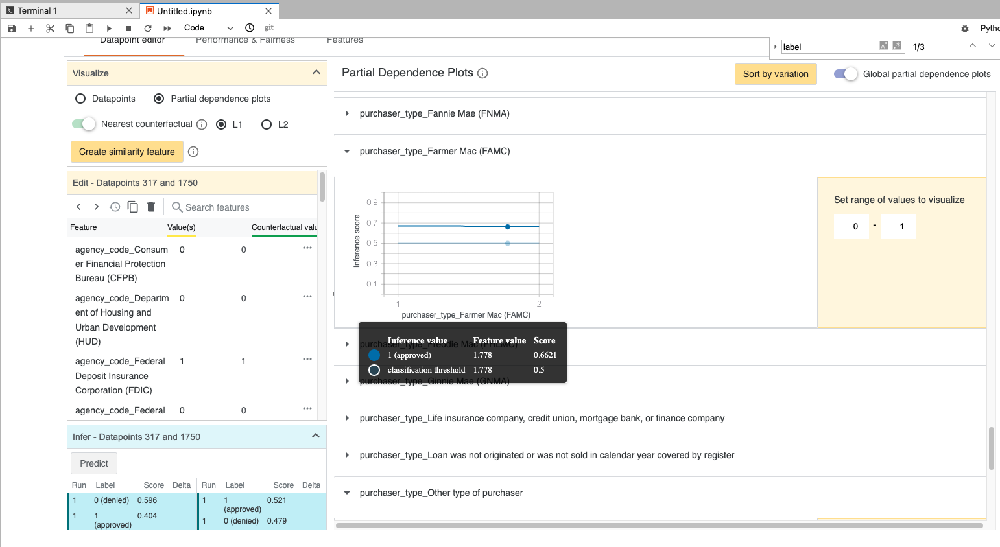 Terminal 1
Untitled.ipynb
Code
git
Pytho
Datapoint editor
Performance & Fairness
Features
label
1/3
Visualize
Datapoints
Partial dependence plots
Nearest counterfactual
L1
L2
Create similarity feature
Edit - Datapoints 317 and 1750
Search features
Feature
Value(s)
Counterfactual valu
agency_code_Consum
er Financial Protection
Bureau (CFPB)
0
0
agency_code_Departm
ent of Housing and
Urban Development
(HUD)
0
0
agency_code_Federal
Deposit Insurance
Corporation (FDIC)
1
1
agency_code_Federal
0
0
Infer - Datapoints 317 and 1750
Predict
Run Label Score Delta
1 0 (denied) 0.596
1 1 (approved) 0.404
Run Label Score Delta
1 1 (approved) 0.521
1 0 (denied) 0.479
Partial Dependence Plots
Sort by variation
Global partial dependence plots
purchaser_type_Fannie Mae (FNMA)
purchaser_type_Farmer Mac (FAMC)
Inference score
0.9
0.7
0.5
0.3
0.1
1
2
purchaser_type_Farmer Mac (FAMC)
Set range of values to visualize
0 - 1
purchaser_type_Freddie Mac (FHLMC)
Inference value Feature value Score
1 (approved) 1.778 0.6621
classification threshold 1.778 0.5
purchaser_type_Ginnie Mae (GNMA)
purchaser_type_Life insurance company, credit union, mortgage bank, or finance company
purchaser_type_Loan was not originated or was not sold in calendar year covered by register
purchaser_type_Other type of purchaser